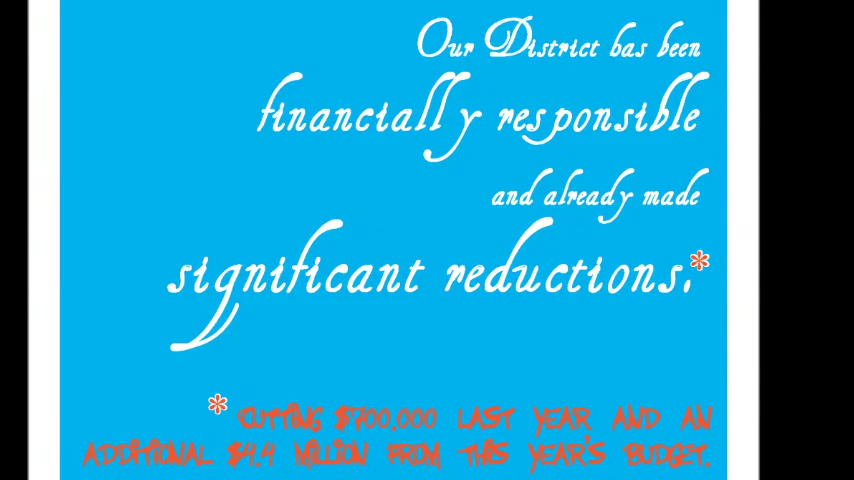 Our District has been
financially responsible
and already made
significant reductions.*
* CUTTING $700,000 LAST YEAR AND AN
ADDITIONAL $4.4 MILLION FROM THIS YEAR'S BUDGET.